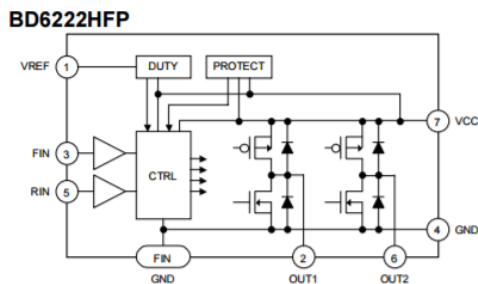 BD6222HFP
VREF 1 DUTY PROTECT
7 VCC
FIN 3
CTRL
RIN 5
4 GND
FIN 2 6
GND OUT1 OUT2